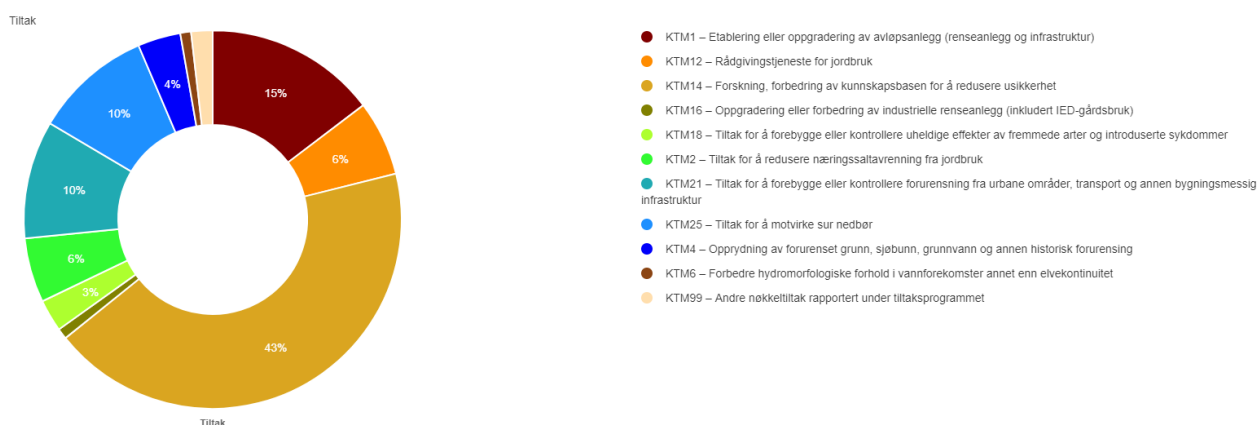 Tiltak
15%
6%
43%
3%
6%
10%
10%
4%
Tiltak
KTM1 – Etablering eller oppgradering av avløpsanlegg (renseanlegg og infrastruktur)
KTM12 – Rådgivingstjeneste for jordbruk
KTM14 – Forskning, forbedring av kunnskapsbasen for å redusere usikkerhet
KTM16 – Oppgradering eller forbedring av industrielle renseanlegg (inkludert IED-gårdsbruk)
KTM18 – Tiltak for å forebygge eller kontrollere uheldige effekter av fremmede arter og introduserte sykdommer
KTM2 – Tiltak for å redusere næringssaltavrenning fra jordbruk
KTM21 – Tiltak for å forebygge eller kontrollere forurensning fra urbane områder, transport og annen bygningsmessig
infrastruktur
KTM25 – Tiltak for å motvirke sur nedbør
KTM4 – Opprydning av forurenset grunn, sjøbunn, grunnvann og annen historisk forurensing
KTM6 – Forbedre hydromorfologiske forhold i vannforekomster annet enn elvekontinuitet
KTM99 – Andre nøkkeltiltak rapportert under tiltaksprogrammet